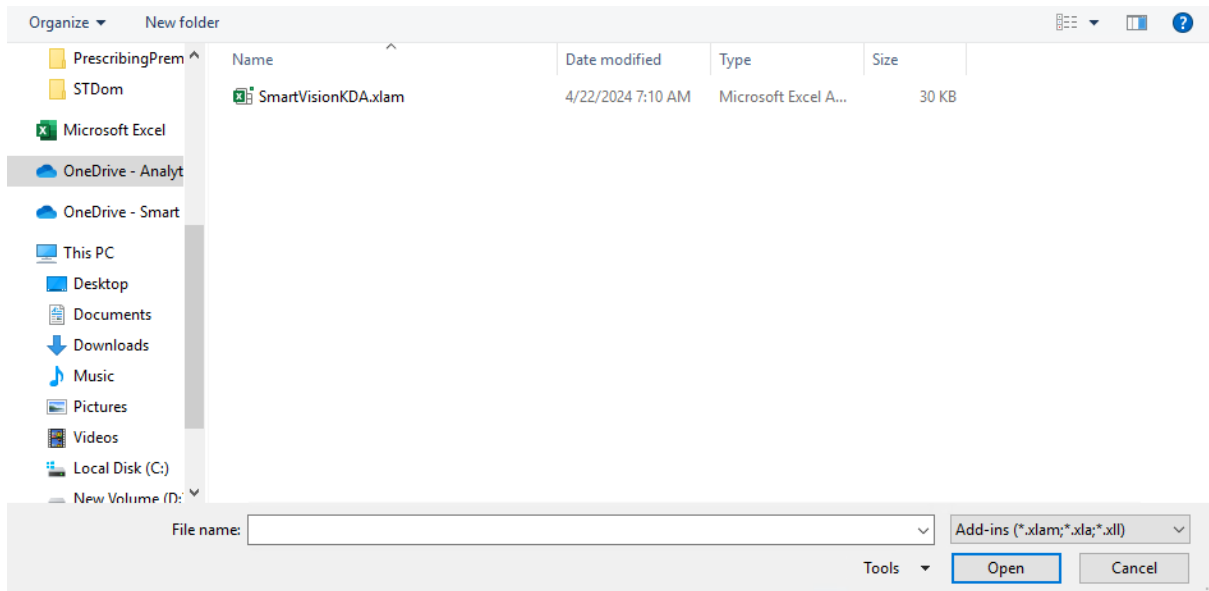 Organize New folder
PrescribingPrem
STDom
Microsoft Excel
OneDrive - Analyt
OneDrive - Smart
This PC
Desktop
Documents
Downloads
Music
Pictures
Videos
Local Disk (C:)
New Volume (D:
Name Date modified Type Size
SmartVisionKDA.xlam 4/22/2024 7:10 AM Microsoft Excel A... 30 KB
File name: Add-ins (*.xlam;*.xla;*.xll)
Tools Open Cancel